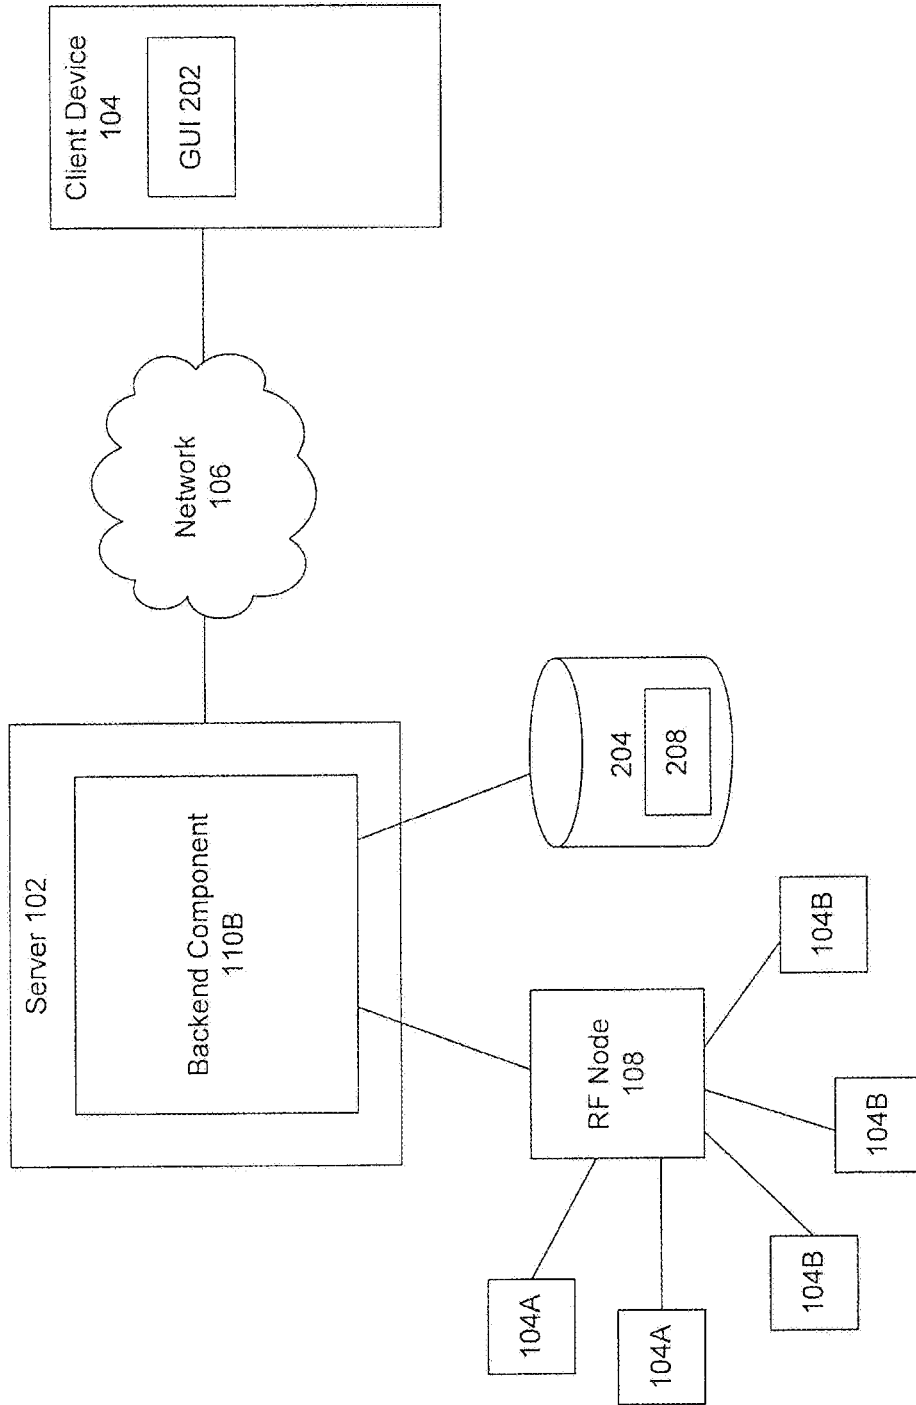 Server 102
Backend Component
110B
Network
106
Client Device
104
GUI 202
204
208
RF Node
108
104A
104A
104B
104B
104B